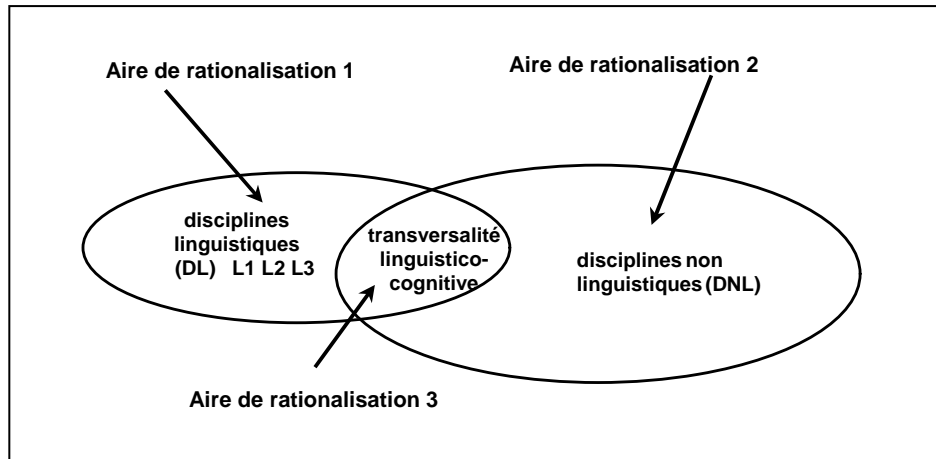 Aire de rationalisation 1
Aire de rationalisation 2
disciplines
linguistiques
(DL) L1 L2 L3
transversalité
linguistico-
cognitive
disciplines non
linguistiques (DNL)
Aire de rationalisation 3